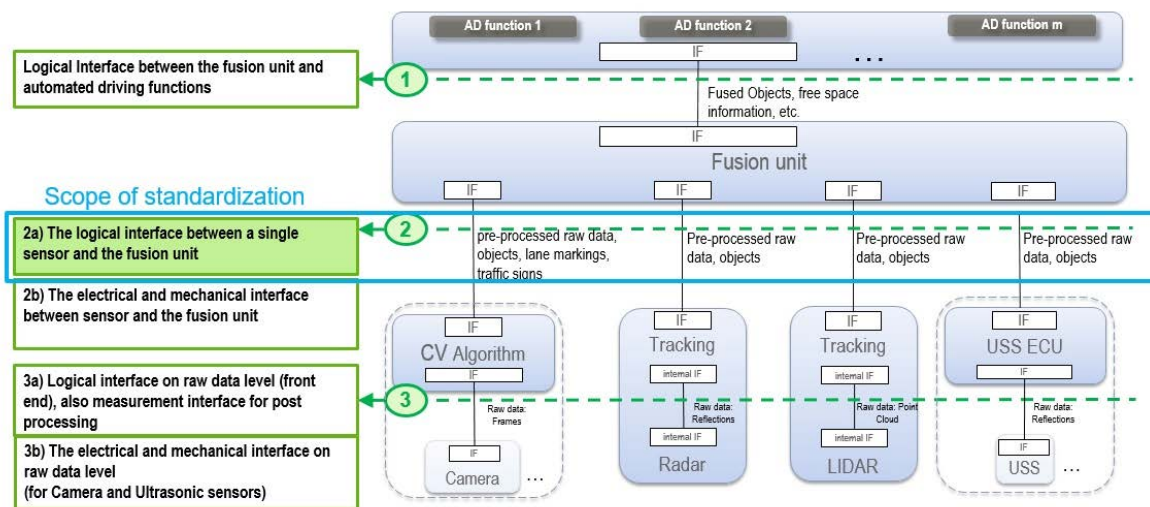 AD function 1
AD function 2
AD function m
IF
...
Logical Interface between the fusion unit and
automated driving functions
1
Fused Objects, free space
information, etc.
IF
Fusion unit
IF
IF
IF
IF
Scope of standardization
2a) The logical interface between a single
sensor and the fusion unit
2
pre-processed raw data,
objects, lane markings,
traffic signs
Pre-processed raw
data, objects
Pre-processed raw
data, objects
Pre-processed raw
data, objects
2b) The electrical and mechanical interface
between sensor and the fusion unit
IF
CV Algorithm
IF
IF
Tracking
internal IF
IF
Tracking
internal IF
IF
USS ECU
IF
3a) Logical interface on raw data level (front
end), also measurement interface for post
processing
3
Raw data:
Frames
Raw data:
Reflections
Raw data: Point
Cloud
Raw data:
Reflections
3b) The electrical and mechanical interface on
raw data level
(for Camera and Ultrasonic sensors)
IF
Camera
...
internal IF
Radar
internal IF
LIDAR
IF
USS
...